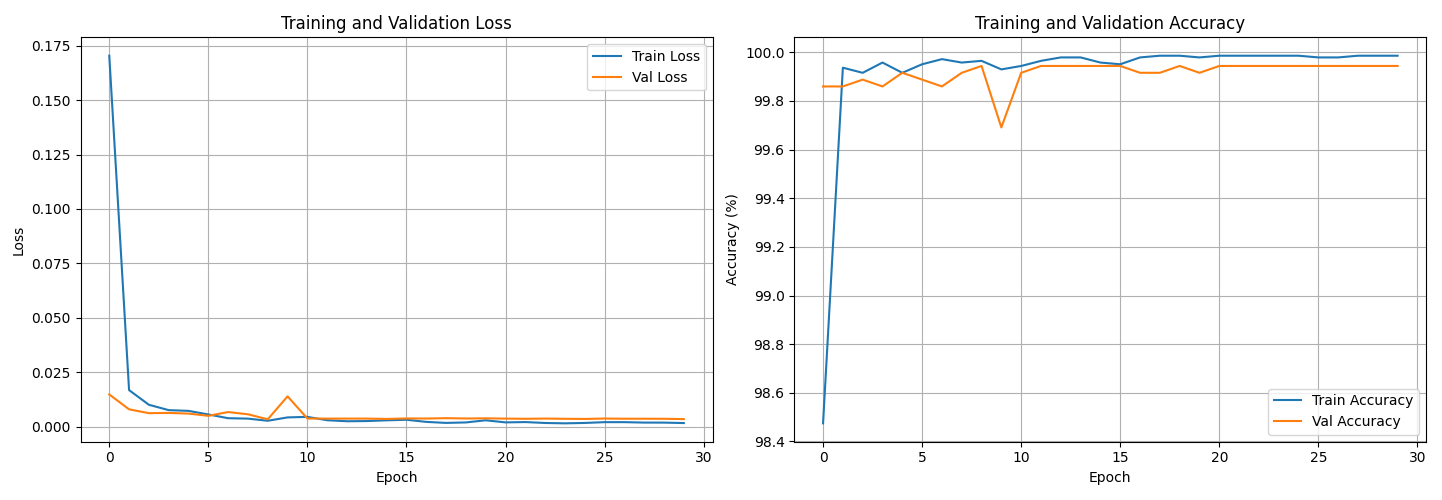 Training and Validation Loss
Loss
0.175
0.150
0.125
0.100
0.075
0.050
0.025
0.000
Train Loss
Val Loss
0 5 10 15 20 25 30
Epoch
Training and Validation Accuracy
Accuracy (%)
100.0
99.8
99.6
99.4
99.2
99.0
98.8
98.6
98.4
Train Accuracy
Val Accuracy
0 5 10 15 20 25 30
Epoch